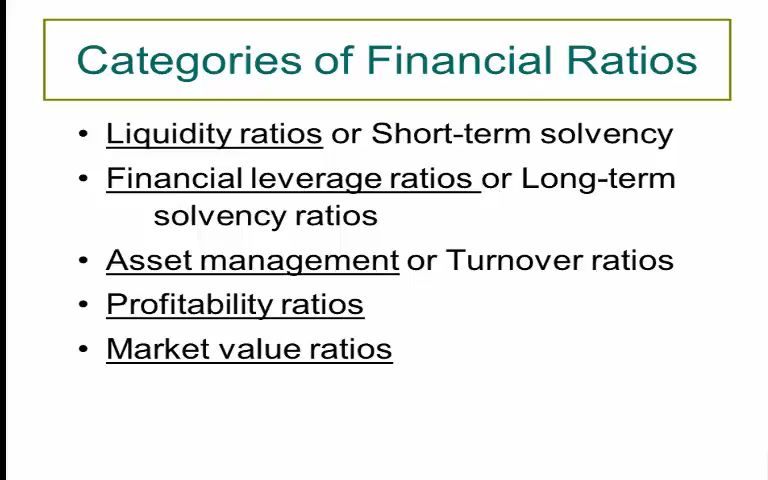 Categories of Financial Ratios
• Liquidity ratios or Short-term solvency
• Financial leverage ratios or Long-term
solvency ratios
• Asset management or Turnover ratios
• Profitability ratios
• Market value ratios